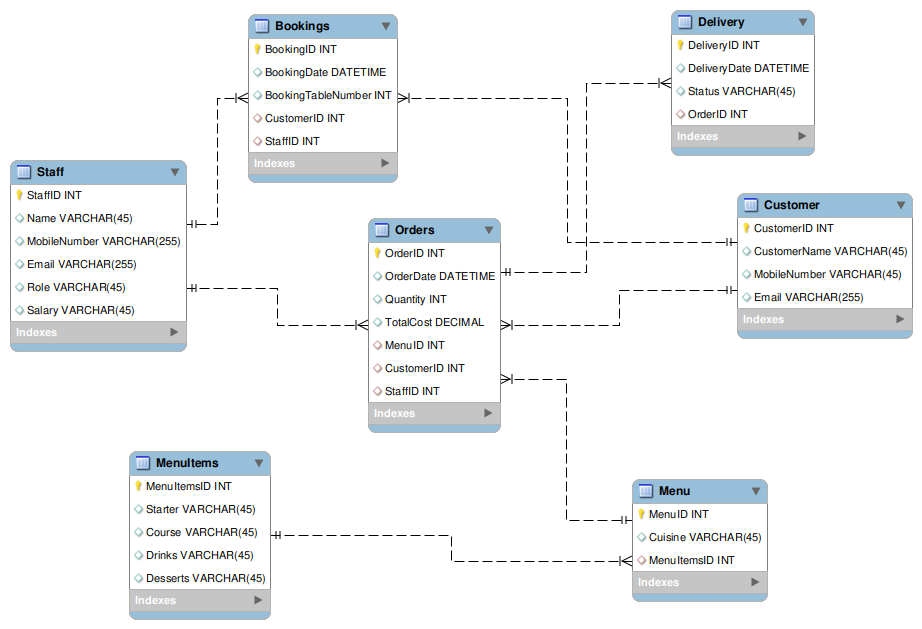 Bookings
BookingID INT
BookingDate DATETIME
BookingTableNumber INT
CustomerID INT
StaffID INT
Indexes
Delivery
DeliveryID INT
DeliveryDate DATETIME
Status VARCHAR(45)
OrderID INT
Indexes
Staff
StaffID INT
Name VARCHAR(45)
MobileNumber VARCHAR(255)
Email VARCHAR(255)
Role VARCHAR(45)
Salary VARCHAR(45)
Indexes
Orders
OrderID INT
OrderDate DATETIME
Quantity INT
TotalCost DECIMAL
MenuID INT
CustomerID INT
StaffID INT
Indexes
Customer
CustomerID INT
CustomerName VARCHAR(45)
MobileNumber VARCHAR(45)
Email VARCHAR(255)
Indexes
MenuItems
MenuItemsID INT
Starter VARCHAR(45)
Course VARCHAR(45)
Drinks VARCHAR(45)
Desserts VARCHAR(45)
Indexes
Menu
MenuID INT
Cuisine VARCHAR(45)
MenuItemsID INT
Indexes